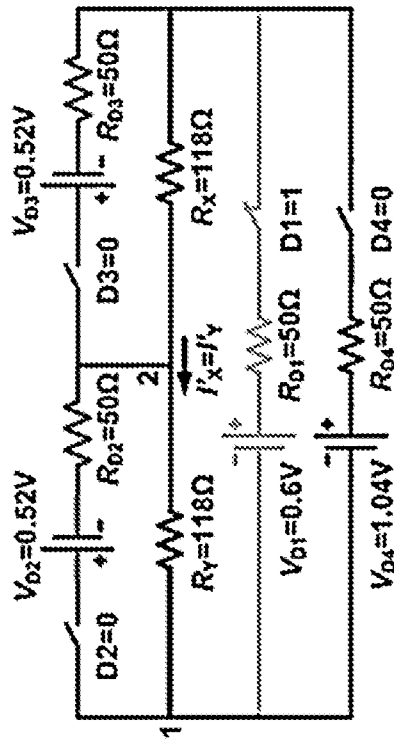 V_D2=0.52V
V_D3=0.52V
R_D2=50Ω
R_D3=50Ω
D2=0
D3=0
1
2
I'_X=I'_Y
R_Y=118Ω
R_X=118Ω
R_D1=50Ω
D1=1
V_D1=0.6V
R_D4=50Ω
D4=0
V_D4=1.04V